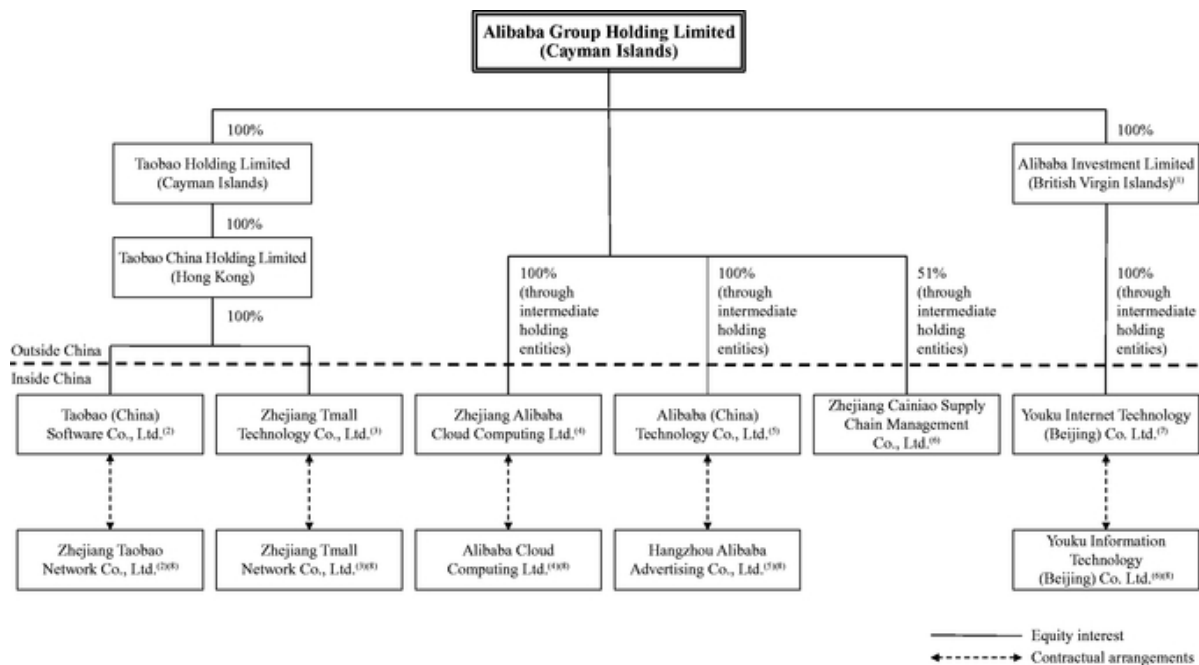 Alibaba Group Holding Limited
(Cayman Islands)
100%
100%
Taobao Holding Limited
(Cayman Islands)
Alibaba Investment Limited
(British Virgin Islands)(1)
100%
Taobao China Holding Limited
(Hong Kong)
100%
100%
(through
intermediate
holding
entities)
100%
(through
intermediate
holding
entities)
51%
(through
intermediate
holding
entities)
100%
(through
intermediate
holding
entities)
Outside China
Inside China
Taobao (China)
Software Co., Ltd.(2)
Zhejiang Tmall
Technology Co., Ltd.(3)
Zhejiang Alibaba
Cloud Computing Ltd.(4)
Alibaba (China)
Technology Co., Ltd.(5)
Zhejiang Cainiao Supply
Chain Management
Co., Ltd.(6)
Youku Internet Technology
(Beijing) Co. Ltd.(7)
Zhejiang Taobao
Network Co., Ltd.(2)(8)
Zhejiang Tmall
Network Co., Ltd.(3)(8)
Alibaba Cloud
Computing Ltd.(4)(8)
Hangzhou Alibaba
Advertising Co., Ltd.(5)(8)
Youku Information
Technology
(Beijing) Co. Ltd.(6)(8)
Equity interest
Contractual arrangements